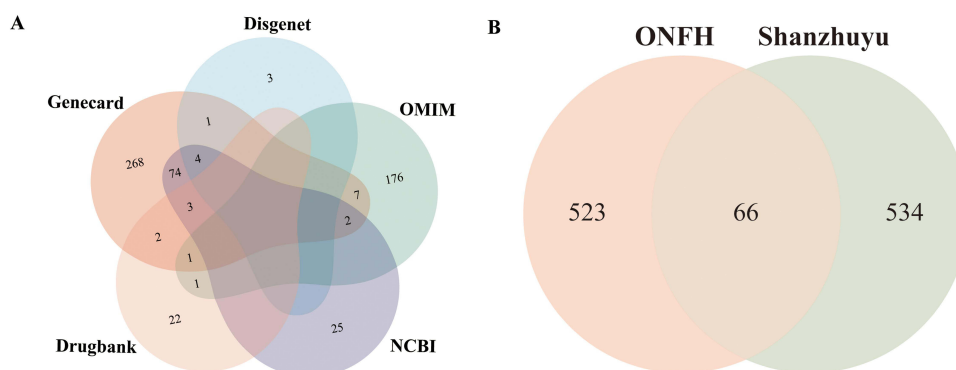 A
Disgenet
3
Genecard
OMIM
1
268
4
74
176
7
3
2
2
1
1
22
25
Drugbank
NCBI
B
ONFH Shanzhuyu
523 66 534